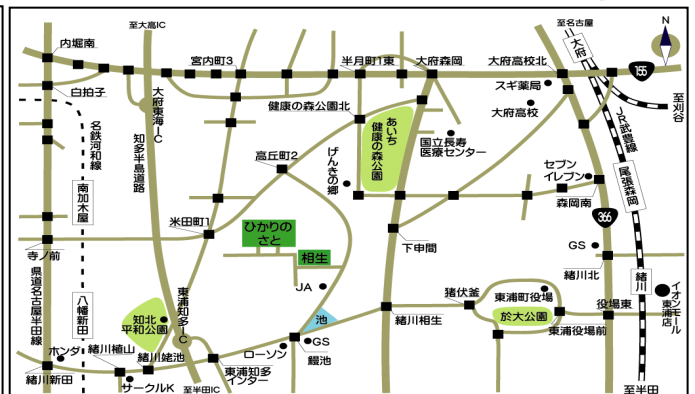 至大高IC
至名古屋
N
内堀南
宮内町3
半月町1東
大府森岡
大府高校北
大府
155
白拍子
スギ薬局
至刈谷
大府高校
健康の森公園北
あいち
健康の森公園
国立長寿
医療センター
大府東海IC
知多半島道路
名鉄河和線
JR武豊線
高丘町2
げんきの郷
セブン
イレブン
尾張森岡
南加木屋
森岡南
米田町1
ひかりの
さと
366
下申間
寺ノ前
相生
GS
緒川北
緒川
県道名古屋半田線
八幡新田
JA
猪伏釜
東浦町役場
イオンモール
東浦店
知北
平和公園
東浦知多IC
池
緒川相生
於大公園
役場東
GS
東浦役場前
ホンダ
緒川植山
緒川姥池
ローソン
鰻池
緒川新田
サークルK
至半田IC
東浦知多
インター
至半田